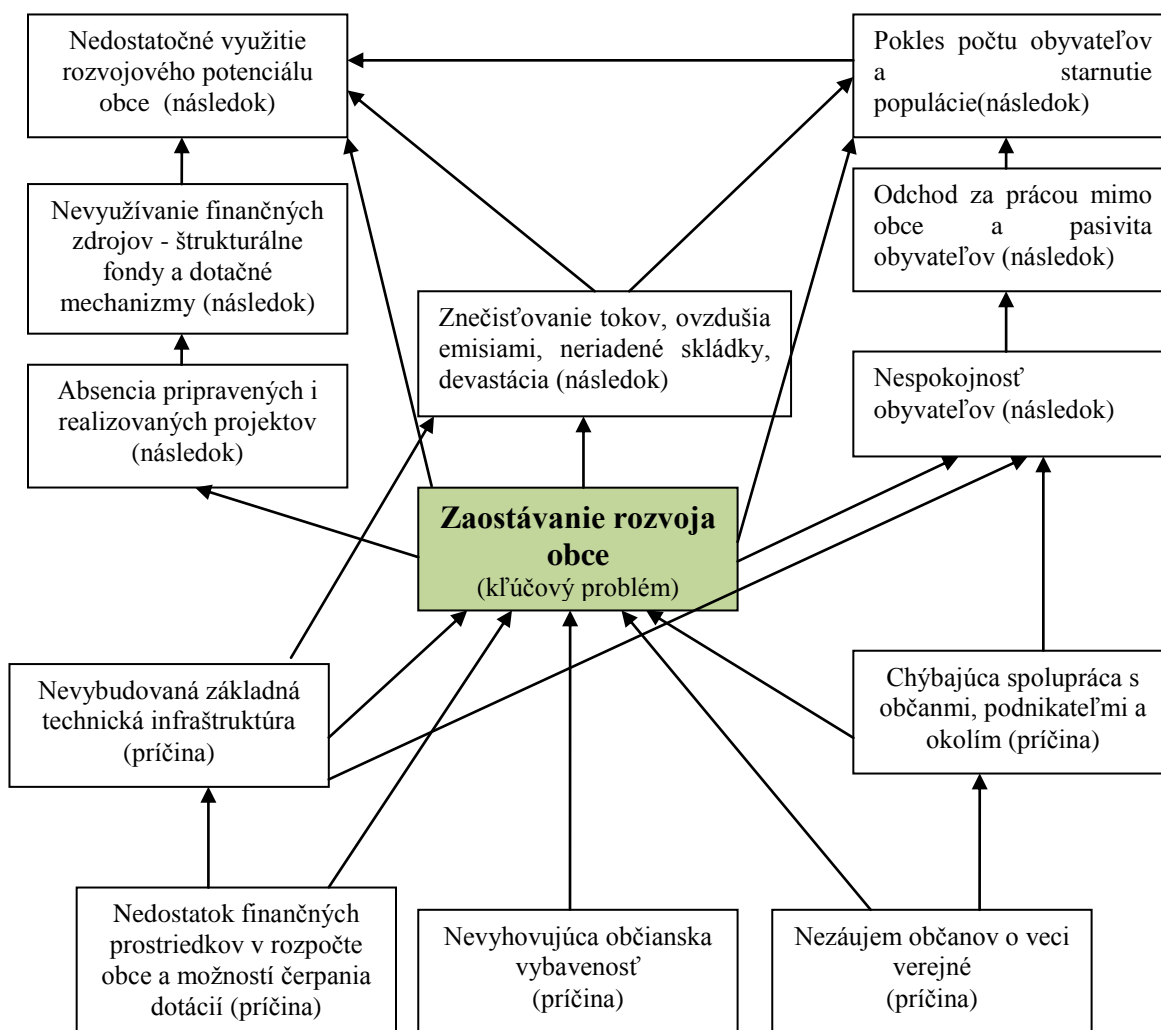 Nedostatočné využitie
rozvojového potenciálu
obce (následok)
Pokles počtu obyvateľov
a starnutie
populácie(následok)
Nevyužívanie finančných
zdrojov - štrukturálne
fondy a dotačné
mechanizmy (následok)
Odchod za prácou mimo
obce a pasivita
obyvateľov (následok)
Znečisťovanie tokov, ovzdušia
emisiami, neriadené skládky,
devastácia (následok)
Absencia pripravených i
realizovaných projektov
(následok)
Nespokojnosť
obyvateľov (následok)
Zaostávanie rozvoja
obce
(kľúčový problém)
Nevybudovaná základná
technická infraštruktúra
(príčina)
Chýbajúca spolupráca s
občanmi, podnikateľmi a
okolím (príčina)
Nedostatok finančných
prostriedkov v rozpočte
obce a možností čerpania
dotácií (príčina)
Nevyhovujúca občianska
vybavenosť
(príčina)
Nezáujem občanov o veci
verejné
(príčina)